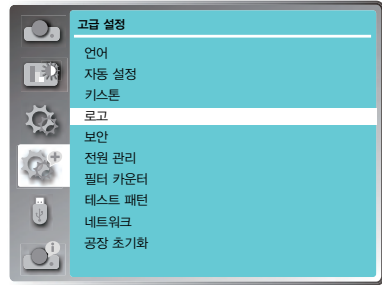 고급 설정
언어
자동 설정
키스톤
로고
보안
전원 관리
필터 카운터
테스트 패턴
네트워크
공장 초기화